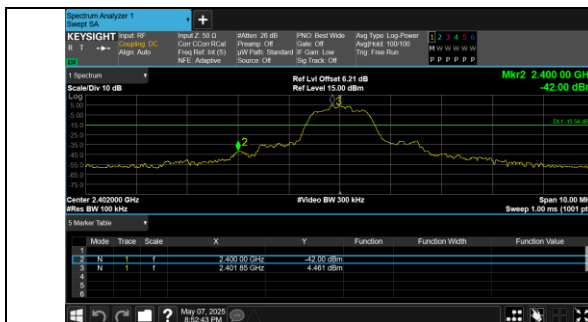 Spectrum Analyzer 1
Swept SA
+
KEYSIGHT Input: RF Input Z: 50 Ω #Atten: 26 dB PNO: Best Wide Avg Type: Log-Power 1 2 3 4 5 6
R T Coupling: DC Corr CCorr RCal Preamp: Off Gate: Off Avg|Hold: 100/100 M W W W W W
Align: Auto Freq Ref: Int (S) µW Path: Standard IF Gain: Low Trig: Free Run
NFE: Adaptive Source: Off Sig Track: Off P P P P P P
1 Spectrum
Ref Lvl Offset 6.21 dB Mkr2 2.400 00 GHz
Scale/Div 10 dB Ref Level 15.00 dBm -42.00 dBm
Log
5.00
-5.00
-15.0
-25.0
-35.0
-45.0
-55.0
-65.0
-75.0
3
2
Center 2.402000 GHz #Video BW 300 kHz Span 10.00 M
#Res BW 100 kHz Sweep 1.00 ms (1001 pt
5 Marker Table
Mode Trace Scale X Y Function Function Width Function Value
1
2 N 1 f 2.400 00 GHz -42.00 dBm
3 N 1 f 2.401 85 GHz 4.461 dBm
4
5
6
May 07, 2025
8:52:43 PM